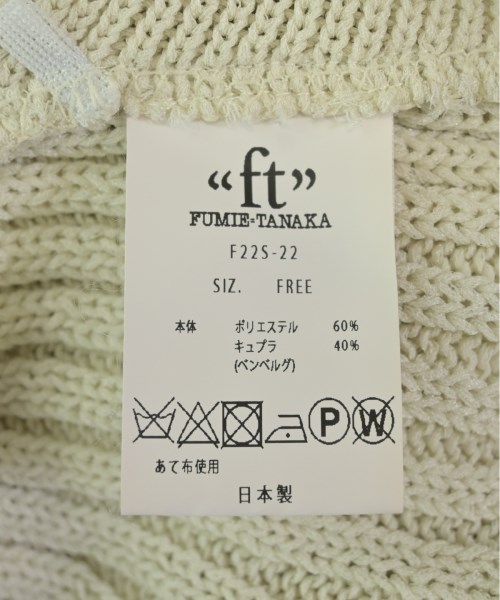 “ft”
FUMIE=TANAKA
F22S-22
SIZ. FREE
本体 ポリエステル 60%
キュプラ 40%
(ベンベルグ)
P W
あて布使用
日本製